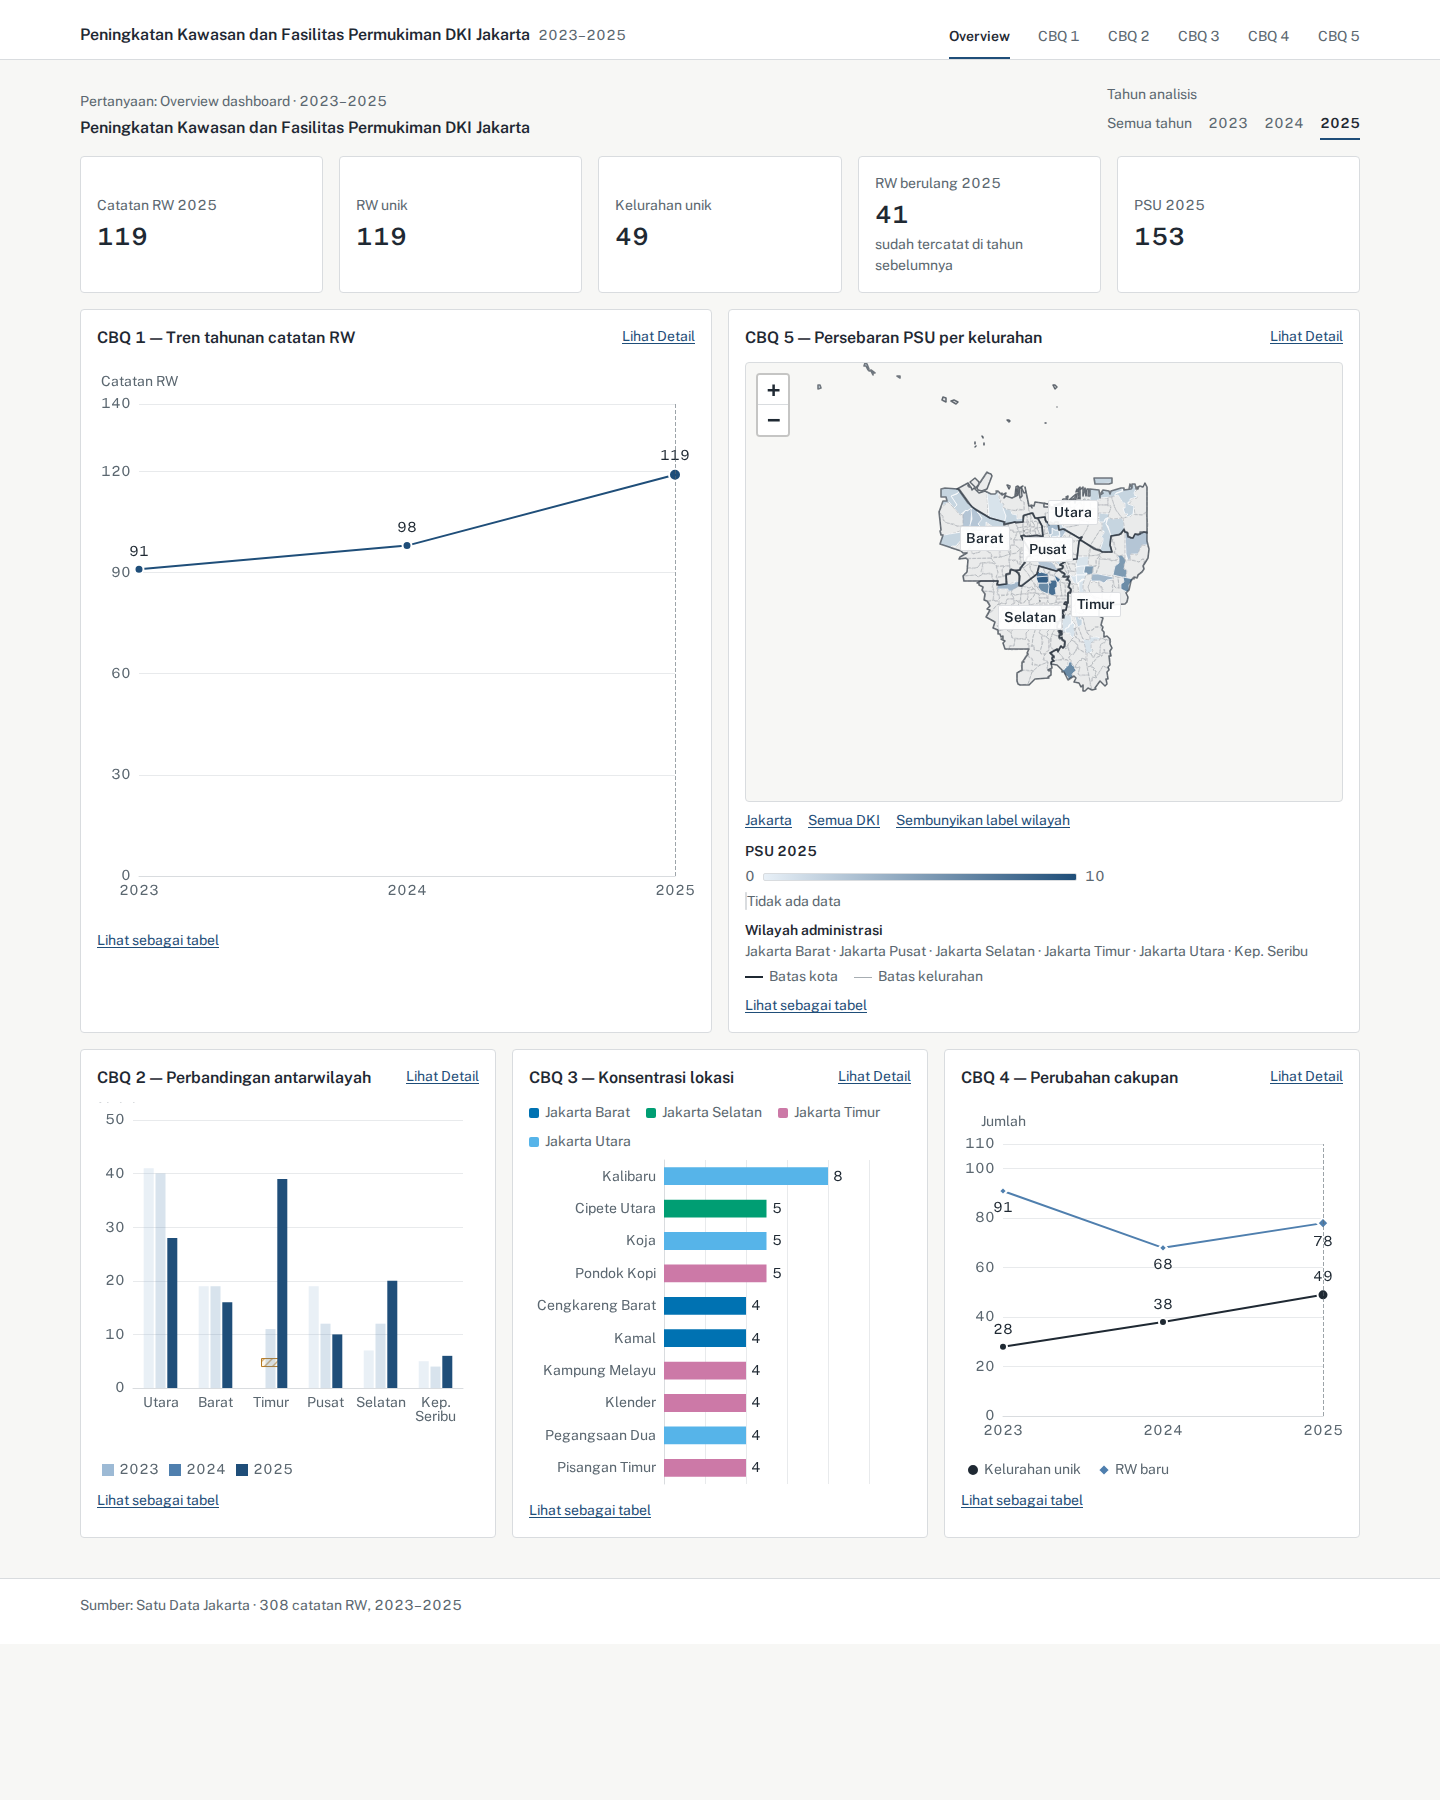 Peningkatan Kawasan dan Fasilitas Permukiman DKI Jakarta 2023–2025
Overview CBQ 1 CBQ 2 CBQ 3 CBQ 4 CBQ 5
Pertanyaan: Overview dashboard · 2023–2025
Peningkatan Kawasan dan Fasilitas Permukiman DKI Jakarta
Tahun analisis
Semua tahun 2023 2024 2025
Catatan RW 2025
119
RW unik
119
Kelurahan unik
49
RW berulang 2025
41
sudah tercatat di tahun
sebelumnya
PSU 2025
153
CBQ 1 — Tren tahunan catatan RW
Lihat Detail
Catatan RW
140
120
90
60
30
0
91
98
119
2023 2024 2025
Lihat sebagai tabel
CBQ 5 — Persebaran PSU per kelurahan
Lihat Detail
+
−
Utara
Barat
Pusat
Timur
Selatan
Jakarta Semua DKI Sembunyikan label wilayah
PSU 2025
0 10
Tidak ada data
Wilayah administrasi
Jakarta Barat · Jakarta Pusat · Jakarta Selatan · Jakarta Timur · Jakarta Utara · Kep. Seribu
Batas kota Batas kelurahan
Lihat sebagai tabel
CBQ 2 — Perbandingan antarwilayah
Lihat Detail
50
40
30
20
10
0
Utara Barat Timur Pusat Selatan Kep.
Seribu
2023 2024 2025
Lihat sebagai tabel
CBQ 3 — Konsentrasi lokasi
Lihat Detail
Jakarta Barat Jakarta Selatan Jakarta Timur
Jakarta Utara
Kalibaru 8
Cipete Utara 5
Koja 5
Pondok Kopi 5
Cengkareng Barat 4
Kamal 4
Kampung Melayu 4
Klender 4
Pegangsaan Dua 4
Pisangan Timur 4
Lihat sebagai tabel
CBQ 4 — Perubahan cakupan
Lihat Detail
Jumlah
110
100
80
60
40
20
0
91
68
78
28
38
49
2023 2024 2025
Kelurahan unik RW baru
Lihat sebagai tabel
Sumber: Satu Data Jakarta · 308 catatan RW, 2023–2025